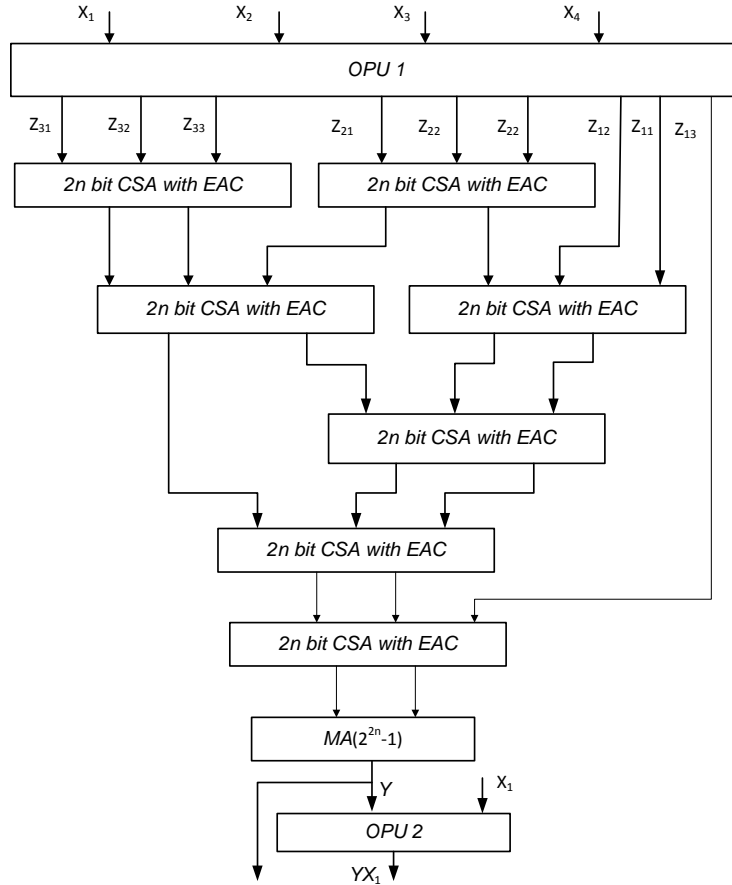 X₁ X₂ X₃ X₄
OPU 1
Z₃₁ Z₃₂ Z₃₃ Z₂₁ Z₂₂ Z₂₂ Z₁₂ Z₁₁ Z₁₃
2n bit CSA with EAC 2n bit CSA with EAC
2n bit CSA with EAC 2n bit CSA with EAC
2n bit CSA with EAC
2n bit CSA with EAC
2n bit CSA with EAC
MA(2²ⁿ-1)
Y X₁
OPU 2
YX₁